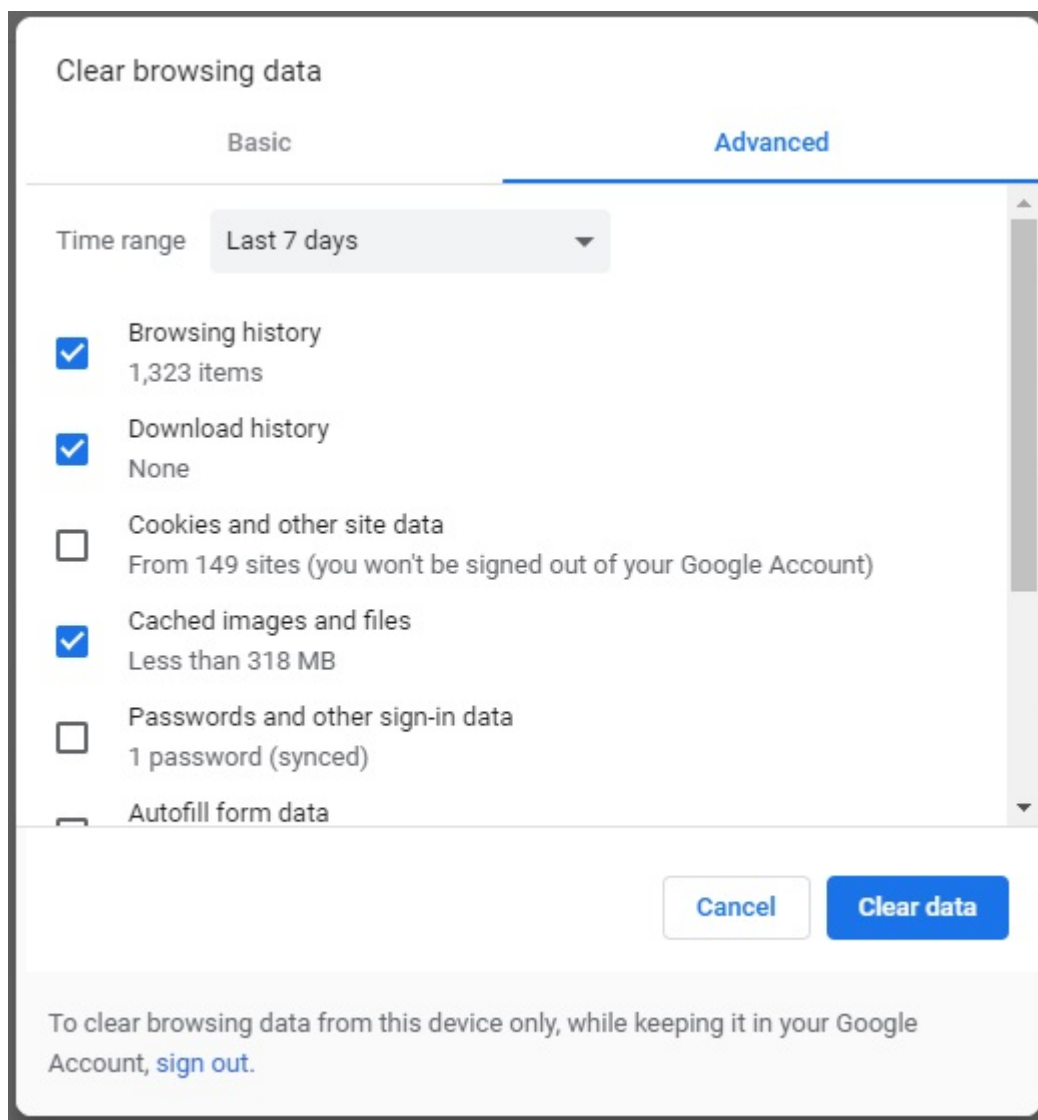 Clear browsing data
Basic
Advanced
Time range
Last 7 days
Browsing history
1,323 items
Download history
None
Cookies and other site data
From 149 sites (you won't be signed out of your Google Account)
Cached images and files
Less than 318 MB
Passwords and other sign-in data
1 password (synced)
Autofill form data
Cancel
Clear data
To clear browsing data from this device only, while keeping it in your Google
Account, sign out.